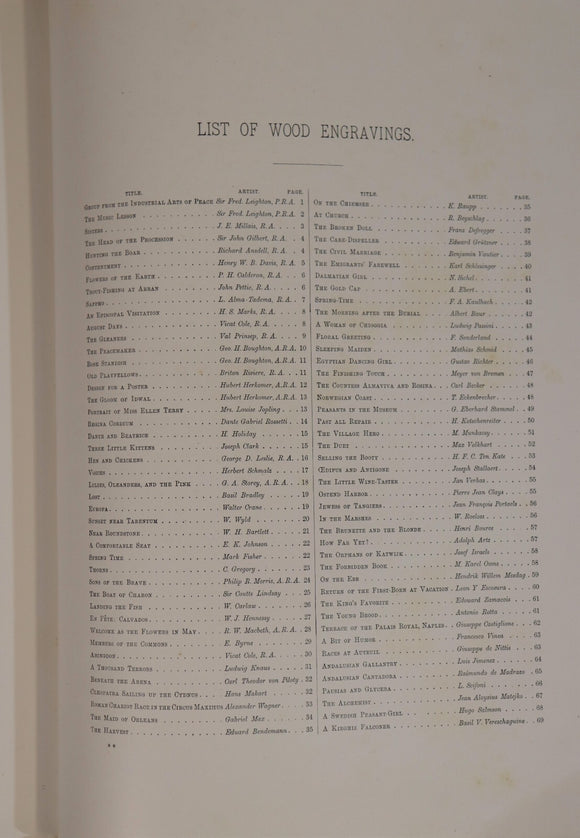 LIST OF WOOD ENGRAVINGS.
TITLE. ARTIST. PAGE.
Group from the Industrial Arts of Peace Sir Fred. Leighton, P.R.A. 1
The Music Lesson Sir Fred. Leighton, P.R.A. 2
Sisters J. E. Millais, R.A. 3
The Head of the Procession Sir John Gilbert, R.A. 4
Hunting the Boar Richard Ansdell, R.A. 4
Contentment Henry W. B. Davis, R.A. 5
Flowers of the Earth P. H. Calderon, R.A. 6
Trout-Fishing at Arran John Pettie, R.A. 6
Sappho L. Alma-Tadema, R.A. 7
An Episcopal Visitation H. S. Marks, R.A. 8
August Days Vicat Cole, R.A. 8
The Gleaners Val Prinsep, R.A. 9
The Peacemaker Geo. H. Boughton, A.R.A. 10
Rose Standish Geo. H. Boughton, A.R.A. 11
Old Playfellows Briton Riviere, R.A. 11
Design for a Poster Hubert Herkomer, A.R.A. 12
The Gloom of Idwal Hubert Herkomer, A.R.A. 13
Portrait of Miss Ellen Terry Mrs. Louise Jopling 13
Regina Cordium Dante Gabriel Rossetti 14
Dante and Beatrice H. Holiday 15
Three Little Kittens Joseph Clark 15
Hen and Chickens George D. Leslie, R.A. 16
Voices Herbert Schmalz 17
Lilies, Oleanders, and the Pink G. A. Storey, A.R.A. 18
Lost Basil Bradley 19
Europa Walter Crane 19
Sunset near Tarentum W. Wyld 20
Near Roundstone W. H. Bartlett 21
A Comfortable Seat E. K. Johnson 22
Spring Time Mark Fisher 22
Thorns C. Gregory 23
Sons of the Brave Philip R. Morris, A.R.A. 24
The Boat of Charon Sir Coutts Lindsay 25
Landing the Fish W. Carlaw 26
En Fête: Calvados W. J. Hennessy 27
Welcome as the Flowers in May R. W. Macbeth, A.R.A. 28
Members of the Commons E. Byrne 29
Abingdon Vicat Cole, R.A. 30
A Thousand Terrors Ludwig Knaus 31
Beneath the Arena Carl Theodor von Piloty 32
Cleopatra Sailing up the Cydnus Hans Makart 32
Roman Chariot Race in the Circus Maximus Alexander Wagner 33
The Maid of Orleans Gabriel Max 34
The Harvest Eduard Bendemann 35
**
TITLE. ARTIST. PAGE.
On the Chiemsee K. Raupp 35
At Church R. Beyschlag 36
The Broken Doll Franz Defregger 37
The Care-Dispeller Eduard Grützner 38
The Civil Marriage Benjamin Vautier 39
The Emigrants' Farewell Karl Schlesinger 40
Dalmatian Girl N. Sichel 41
The Gold Cap A. Ebert 41
Spring-Time F. A. Kaulbach 42
The Morning after the Burial Albert Baur 42
A Woman of Chioggia Ludwig Passini 43
Floral Greeting F. Sonderland 44
Sleeping Maiden Mathias Schmid 45
Egyptian Dancing Girl Gustav Richter 46
The Finishing Touch Meyer von Bremen 47
The Countess Almaviva and Rosina Carl Becker 48
Norwegian Coast T. Eckenbrecher 48
Peasants in the Museum G. Eberhard Stammel 49
Past all Repair H. Kotschenreiter 50
The Village Hero M. Munkacsy 51
The Duet Max Volkhart 52
Selling the Booty H. F. C. Ten Kate 53
Œdipus and Antigone Joseph Stallaert 54
The Little Wine-Taster Jan Verhas 55
Ostend Harbor Pierre Jean Clays 55
Jewess of Tangiers Jean François Portaels 56
In the Marshes W. Roelofs 56
The Brunette and the Blonde Henri Bource 57
How Far Yet? Adolph Artz 57
The Orphans of Katwijk Josef Israels 58
The Forbidden Book M. Karel Ooms 58
On the Ebb Hendrik Willem Mesdag 59
Return of the First-Born at Vacation Leon Y Escosura 60
The King's Favorite Edouard Zamacois 61
The Young Brood Antonio Rotta 61
Terrace of the Palais Royal, Naples Giuseppe Castiglione 62
A Bit of Humor Francesco Vinea 63
Races at Auteuil Giuseppe de Nittis 63
Andalusian Gallantry Luis Jimenez 64
Andalusian Cantadora Raimundo de Madrazo 65
Pausias and Glycera L. Scifoni 66
The Alchemist Jean Aloysius Matejko 67
A Swedish Peasant-Girl Hugo Salmson 68
A Kirghis Falconer Basil V. Vereschaguine 69